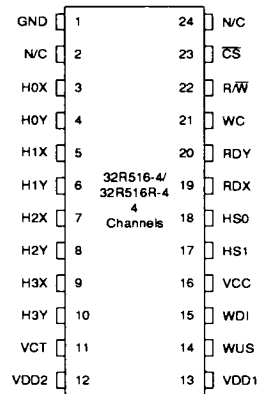 GND 1 24 N/C
N/C 2 23 C̅S̅
H0X 3 22 R/W̅
H0Y 4 21 WC
H1X 5 20 RDY
H1Y 6 32R516-4/ 19 RDX
32R516R-4
H2X 7 4 18 HS0
Channels
H2Y 8 17 HS1
H3X 9 16 VCC
H3Y 10 15 WDI
VCT 11 14 WUS
VDD2 12 13 VDD1